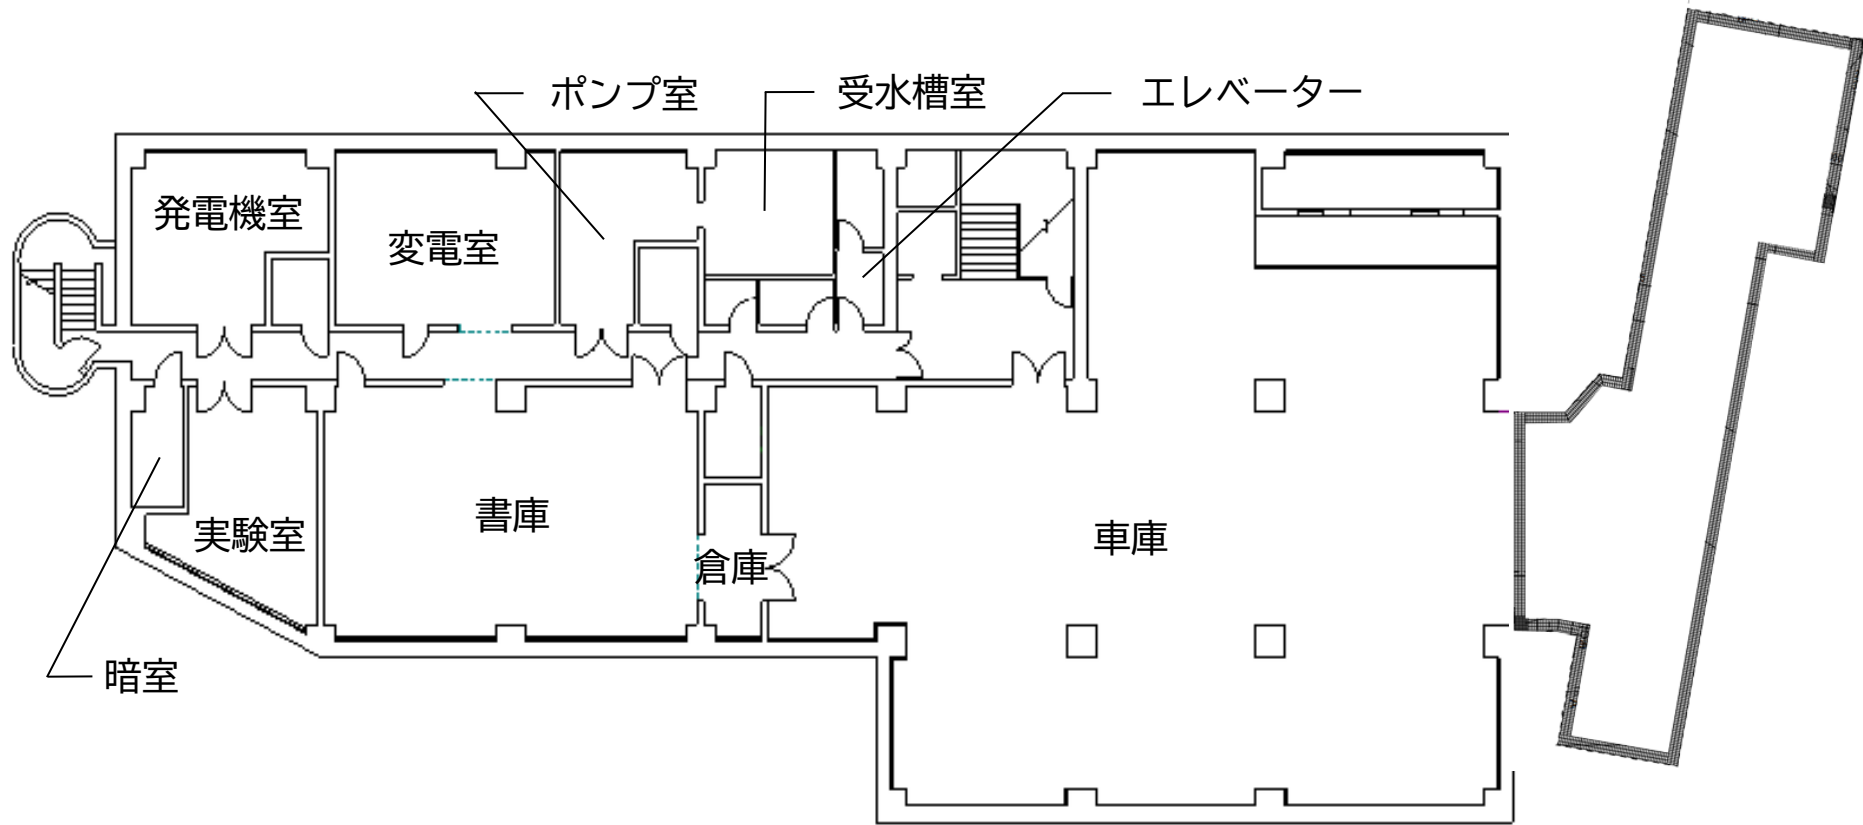 ポンプ室
受水槽室
エレベーター
発電機室
変電室
書庫
実験室
倉庫
車庫
暗室